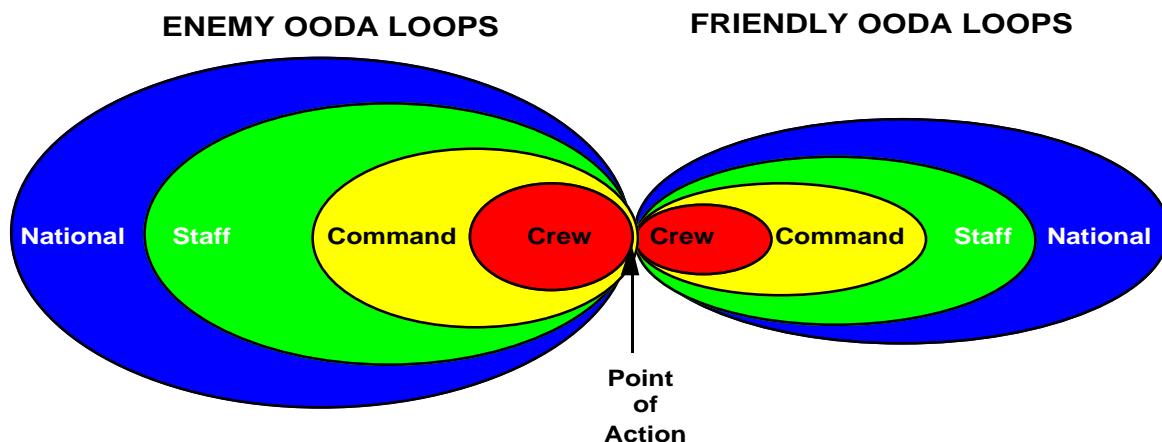 ENEMY OODA LOOPS
FRIENDLY OODA LOOPS
National
Staff
Command
Crew
Crew
Command
Staff
National
Point
of
Action